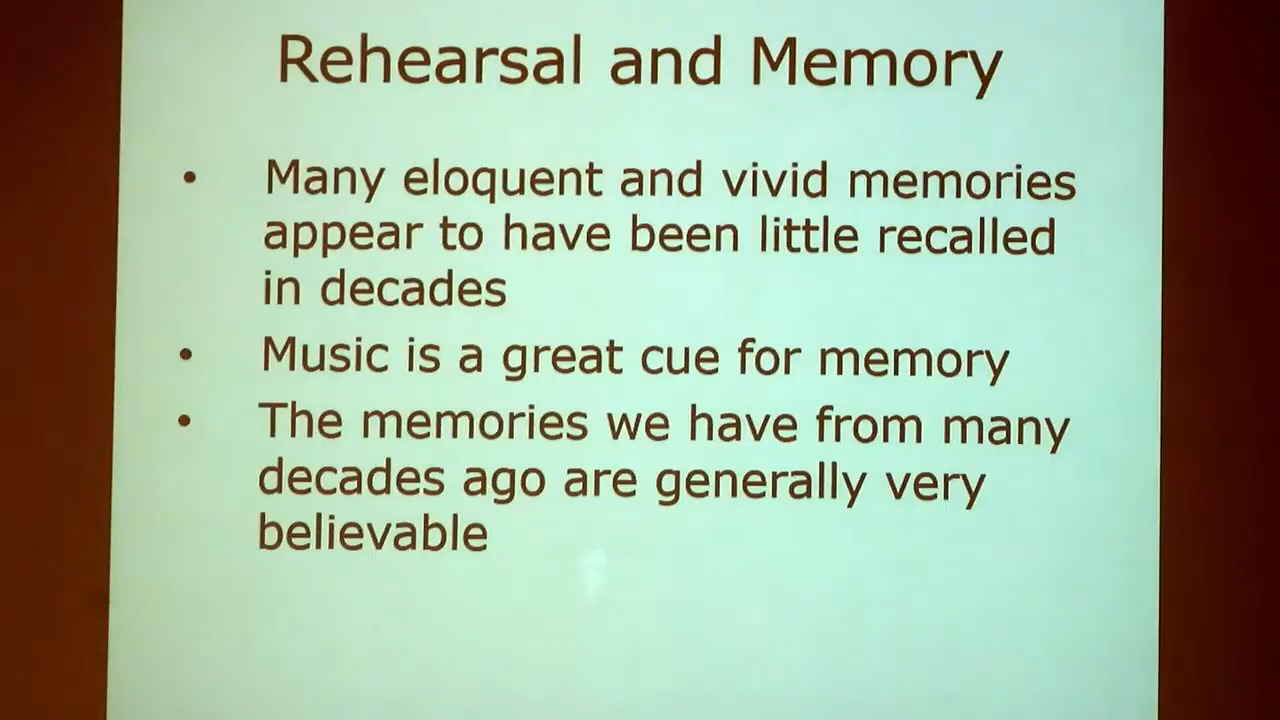 Rehearsal and Memory
• Many eloquent and vivid memories
appear to have been little recalled
in decades
• Music is a great cue for memory
• The memories we have from many
decades ago are generally very
believable